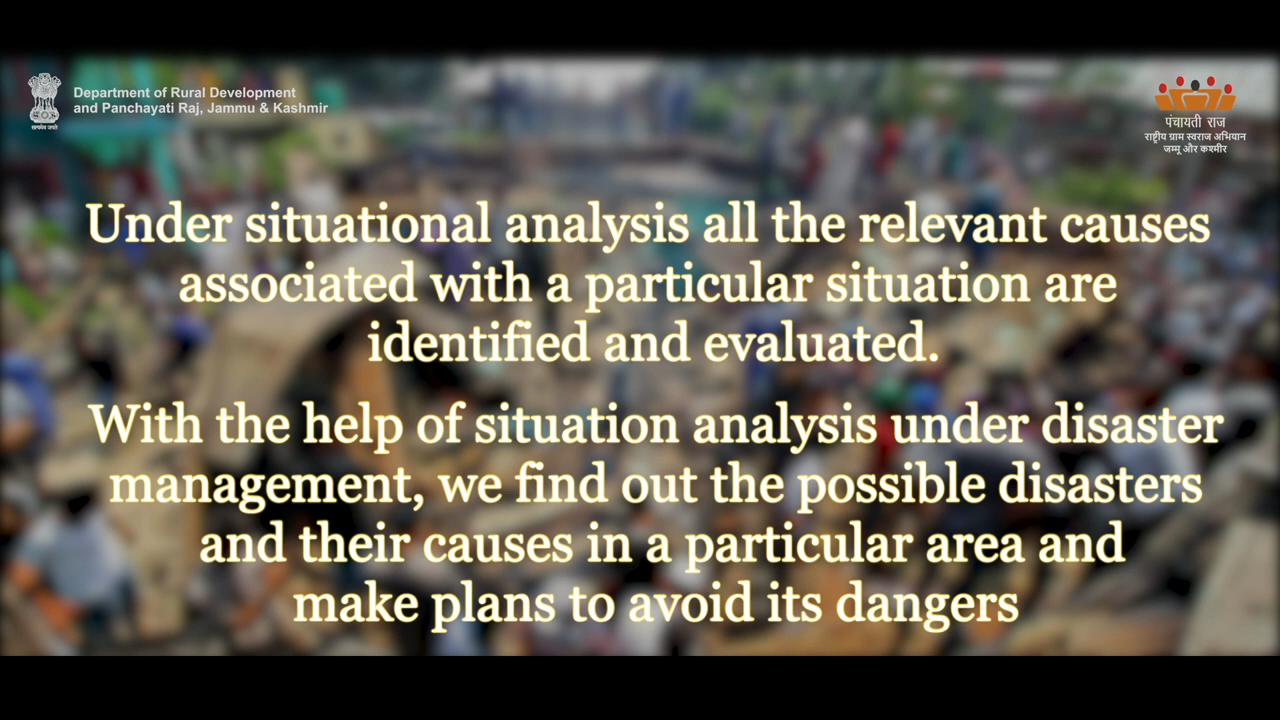 Department of Rural Development
and Panchayati Raj, Jammu & Kashmir
सत्यमेव जयते
पंचायती राज
राष्ट्रीय ग्राम स्वराज अभियान
जम्मू और कश्मीर
Under situational analysis all the relevant causes
associated with a particular situation are
identified and evaluated.
With the help of situation analysis under disaster
management, we find out the possible disasters
and their causes in a particular area and
make plans to avoid its dangers